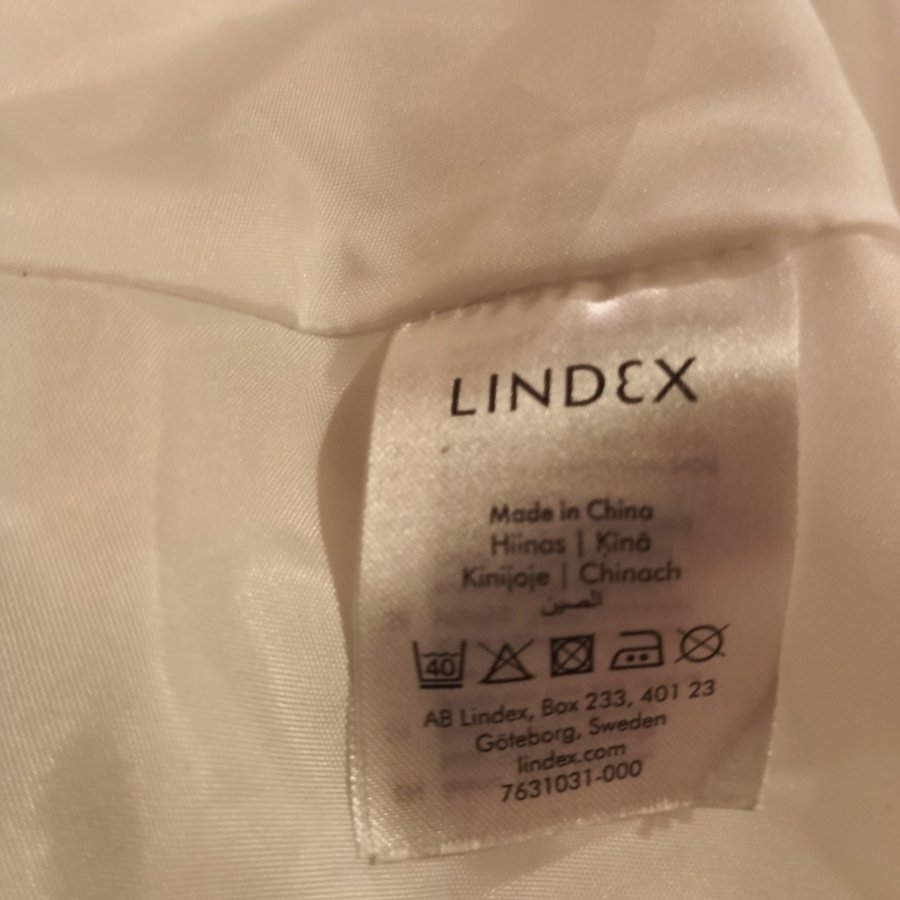 LINDEX
Made in China
Hiinas | Ķīnā
Kinijoje | Chinach
الصين
40
AB Lindex, Box 233, 401 23
Göteborg, Sweden
lindex.com
7631031-000